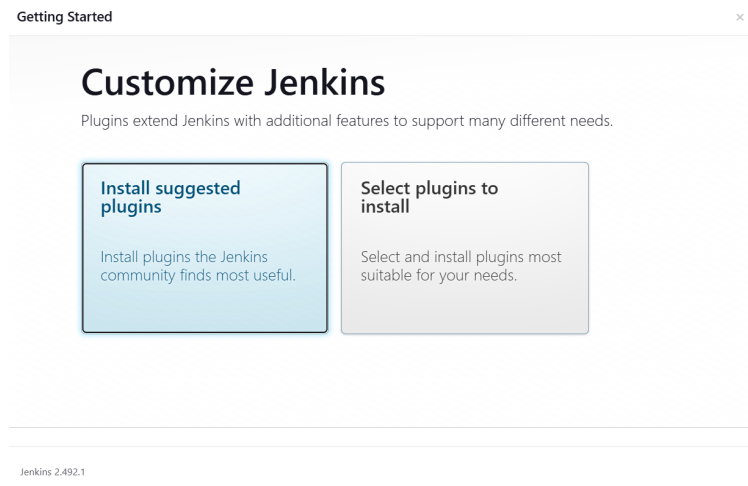 Getting Started
×
Customize Jenkins
Plugins extend Jenkins with additional features to support many different needs.
Install suggested
plugins
Install plugins the Jenkins
community finds most useful.
Select plugins to
install
Select and install plugins most
suitable for your needs.
Jenkins 2.492.1